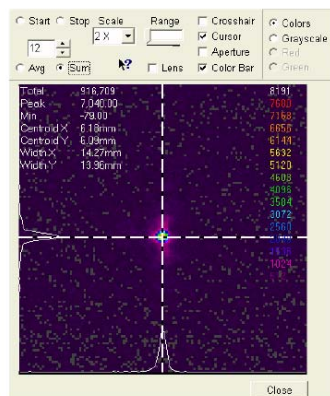 Start Stop Scale Range Crosshair Colors
12 2 X Cursor Grayscale
Aperture Red
Avg Sum Lens Color Bar Green
Total 916,709 8191
Peak 7,040.00 7680
Min -79.00 7168
Centroid X 6.18mm 6656
Centroid Y 6.09mm 6144
Width X 14.27mm 5632
Width Y 13.96mm 5120
4608
4096
3584
3072
2560
1024
Close